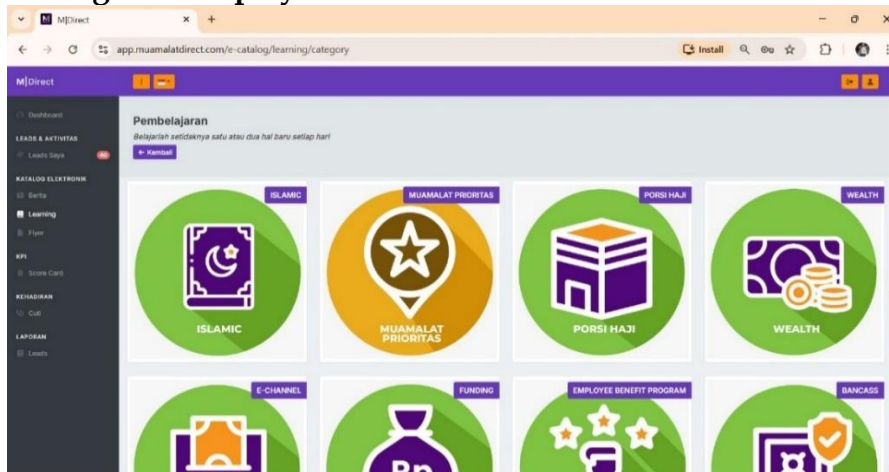 M|Direct
app.muamalatdirect.com/e-catalog/learning/category
Install
M|Direct
Dashboard
LEADS & AKTIVITAS
Leads Saya
KATALOG ELEKTRONIK
Berita
Learning
Flyer
KPI
Score Card
KEHADIRAN
Cuti
LAPORAN
Leads
Pembelajaran
Belajarlah setidaknya satu atau dua hal baru setiap hari!
← Kembali
ISLAMIC
ISLAMIC
MUAMALAT PRIORITAS
MUAMALAT
PRIORITAS
PORSI HAJI
PORSI HAJI
WEALTH
WEALTH
E-CHANNEL
FUNDING
Rp
EMPLOYEE BENEFIT PROGRAM
BANCASS